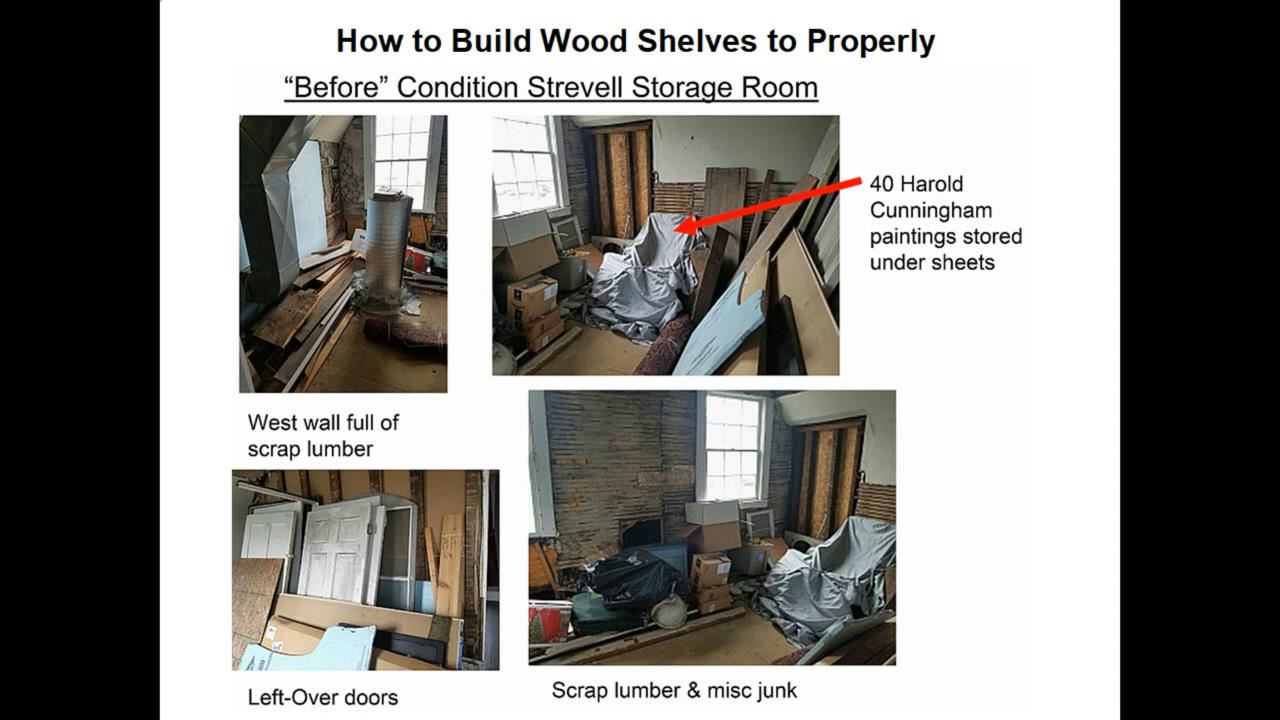 How to Build Wood Shelves to Properly
“Before” Condition Strevell Storage Room
40 Harold
Cunningham
paintings stored
under sheets
West wall full of
scrap lumber
Left-Over doors
Scrap lumber & misc junk